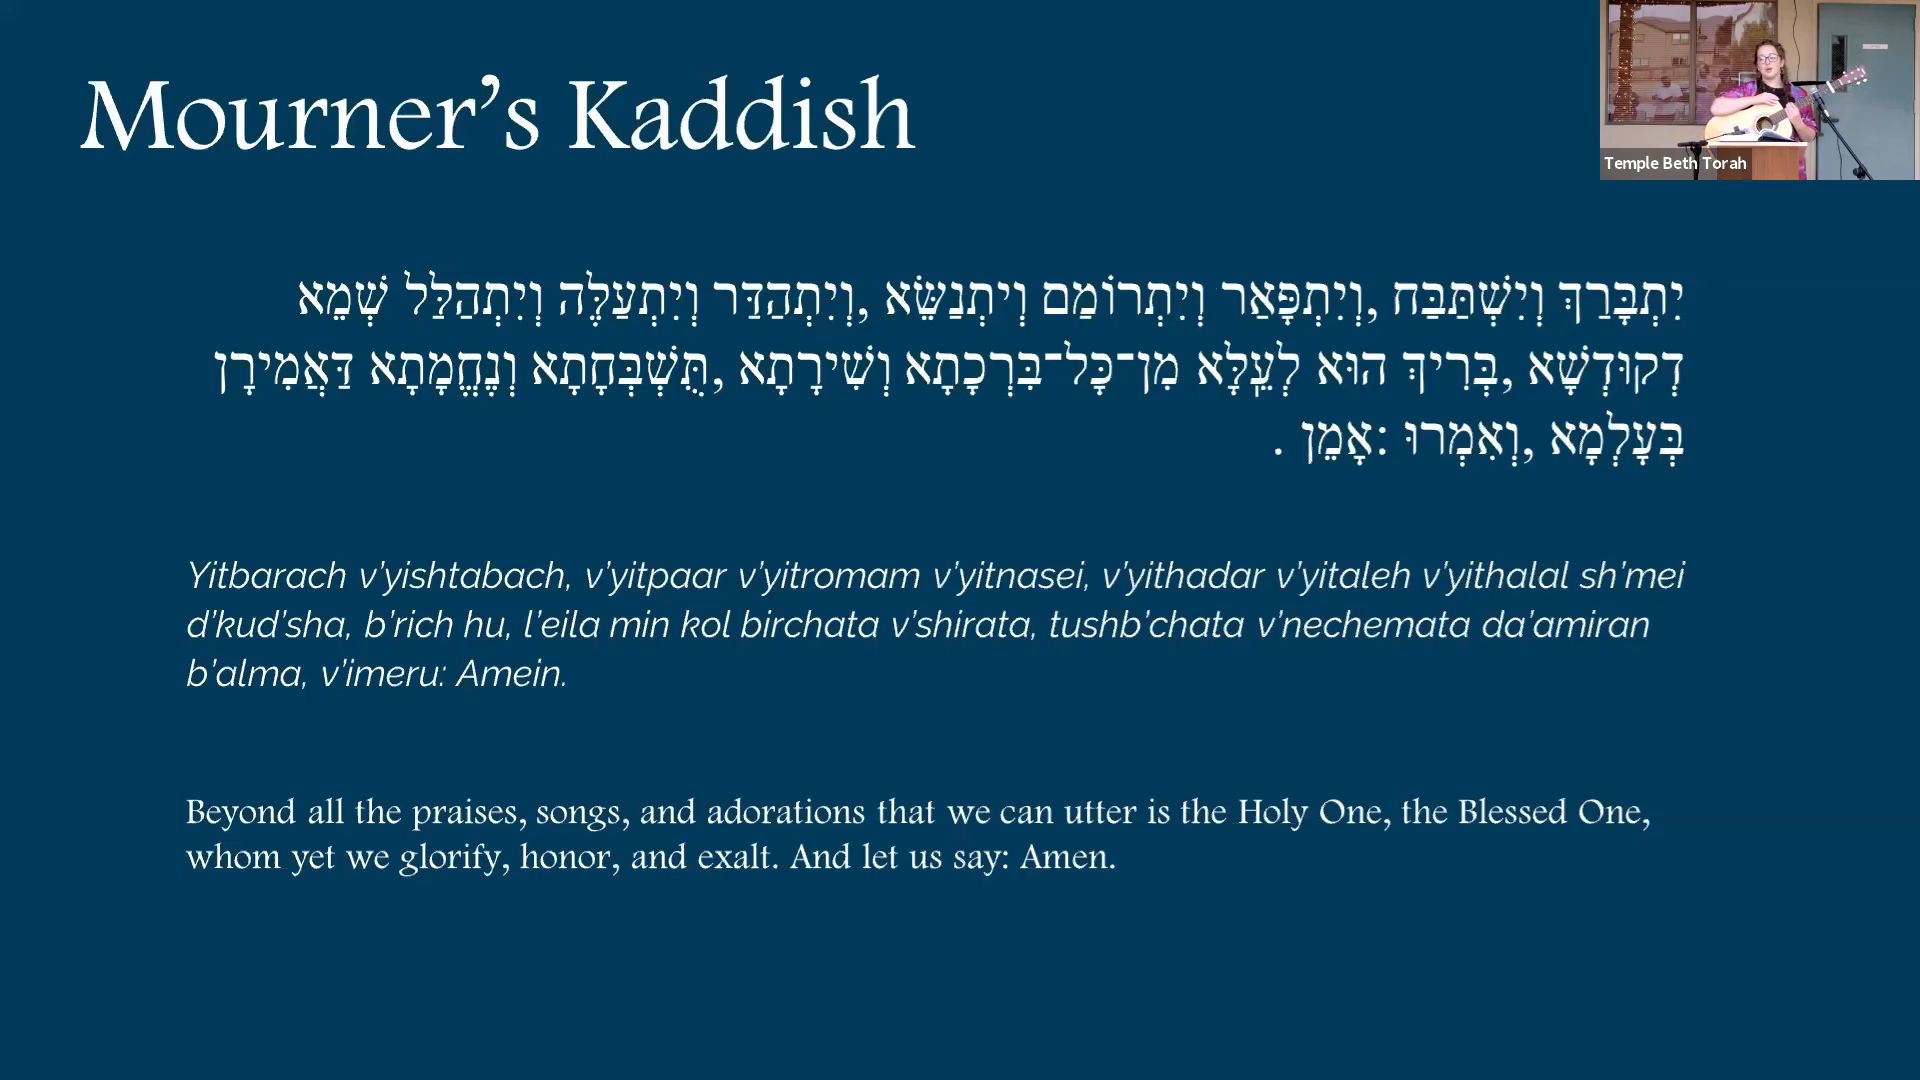 Mourner’s Kaddish
Temple Beth Torah
יִתְבָּרַךְ וְיִשְׁתַּבַּח, וְיִתְפָּאַר וְיִתְרוֹמַם וְיִתְנַשֵּׂא, וְיִתְהַדַּר וְיִתְעַלֶּה וְיִתְהַלַּל שְׁמֵא
דְקוּדְשָׁא, בְּרִיךְ הוּא לְעֵֽלָּא מִן־כָּל־בִּרְכָתָא וְשִׁירָתָא, תֻּשְׁבְּחָתָא וְנֶחֱמָתָא דַּאֲמִירָן
בְּעָלְמָא, וְאִמְרוּ: אָמֵן .
Yitbarach v’yishtabach, v’yitpaar v’yitromam v’yitnasei, v’yithadar v’yitaleh v’yithalal sh’mei
d’kud’sha, b’rich hu, l’eila min kol birchata v’shirata, tushb’chata v’nechemata da’amiran
b’alma, v’imeru: Amein.
Beyond all the praises, songs, and adorations that we can utter is the Holy One, the Blessed One,
whom yet we glorify, honor, and exalt. And let us say: Amen.